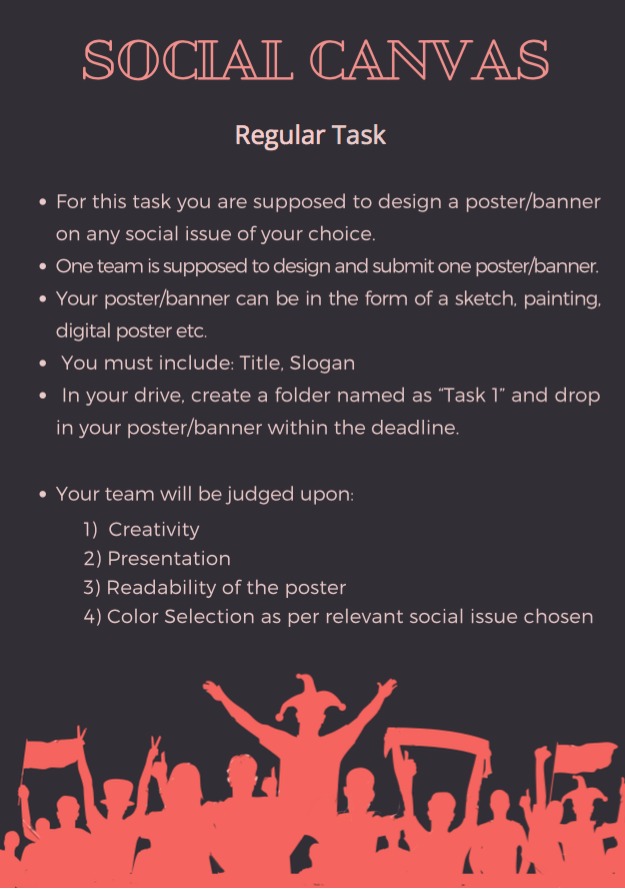 SOCIAL CANVAS
Regular Task
• For this task you are supposed to design a poster/banner
on any social issue of your choice.
• One team is supposed to design and submit one poster/banner.
• Your poster/banner can be in the form of a sketch, painting,
digital poster etc.
• You must include: Title, Slogan
• In your drive, create a folder named as “Task 1” and drop
in your poster/banner within the deadline.
• Your team will be judged upon:
1) Creativity
2) Presentation
3) Readability of the poster
4) Color Selection as per relevant social issue chosen